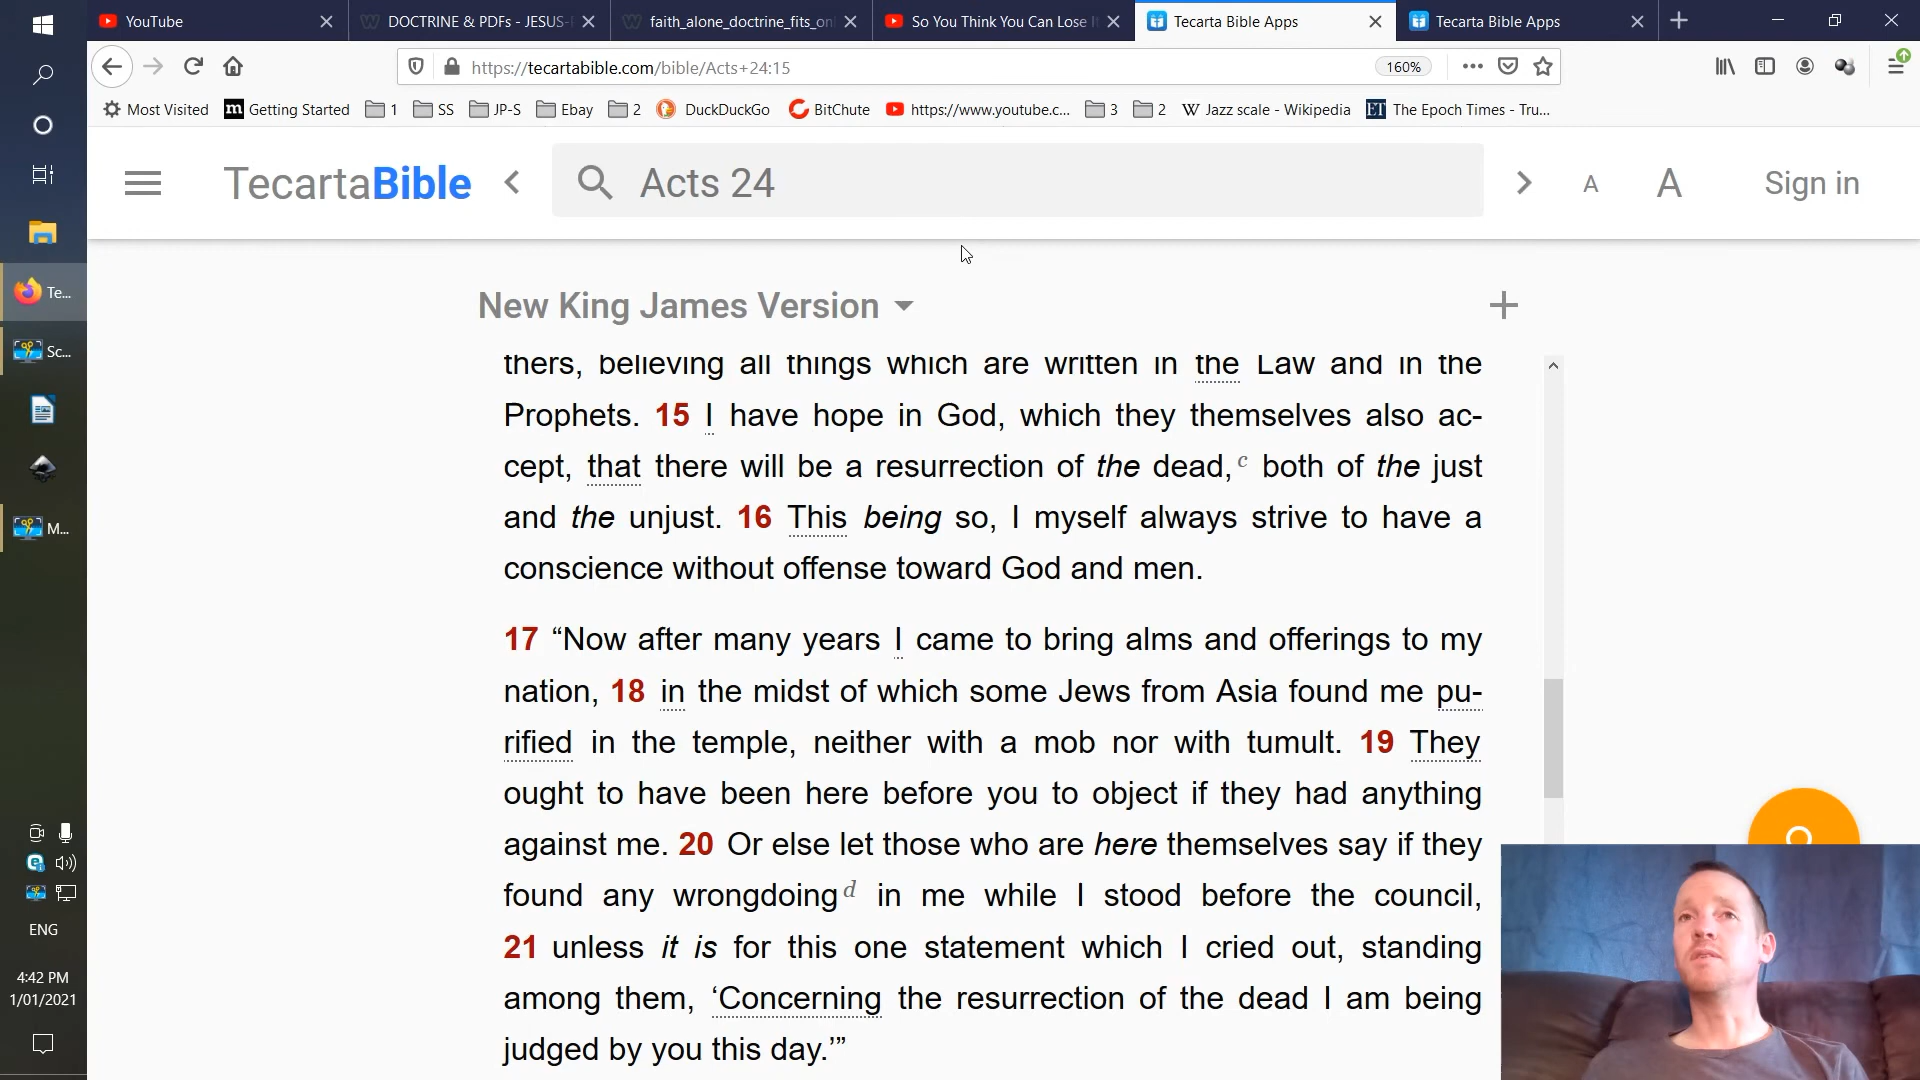 YouTube
DOCTRINE & PDFs - JESUS-
faith_alone_doctrine_fits_on
So You Think You Can Lose I
Tecarta Bible Apps
Tecarta Bible Apps
https://tecartabible.com/bible/Acts+24:15
160%
Most Visited
m Getting Started
1
SS
JP-S
Ebay
2
DuckDuckGo
BitChute
https://www.youtube.c...
3
2
W Jazz scale - Wikipedia
ET The Epoch Times - Tru...
TecartaBible
Acts 24
A
A
Sign in
New King James Version
thers, believing all things which are written in the Law and in the
Prophets. 15 I have hope in God, which they themselves also ac-
cept, that there will be a resurrection of the dead,c both of the just
and the unjust. 16 This being so, I myself always strive to have a
conscience without offense toward God and men.
17 “Now after many years I came to bring alms and offerings to my
nation, 18 in the midst of which some Jews from Asia found me pu-
rified in the temple, neither with a mob nor with tumult. 19 They
ought to have been here before you to object if they had anything
against me. 20 Or else let those who are here themselves say if they
found any wrongdoingd in me while I stood before the council,
21 unless it is for this one statement which I cried out, standing
among them, ‘Concerning the resurrection of the dead I am being
judged by you this day.’”
Te...
Sc...
M...
ENG
4:42 PM
1/01/2021